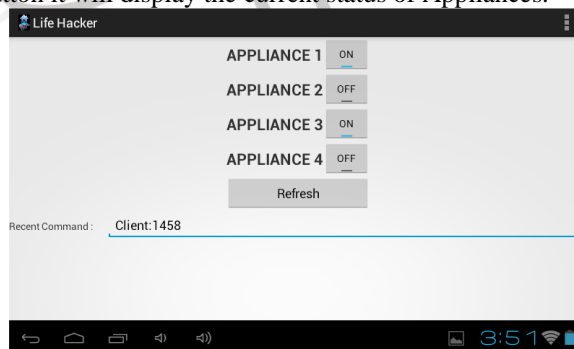 it will display the current status of Appliances.
Life Hacker
APPLIANCE 1 ON
APPLIANCE 2 OFF
APPLIANCE 3 ON
APPLIANCE 4 OFF
Refresh
Recent Command : Client:1458
3:51